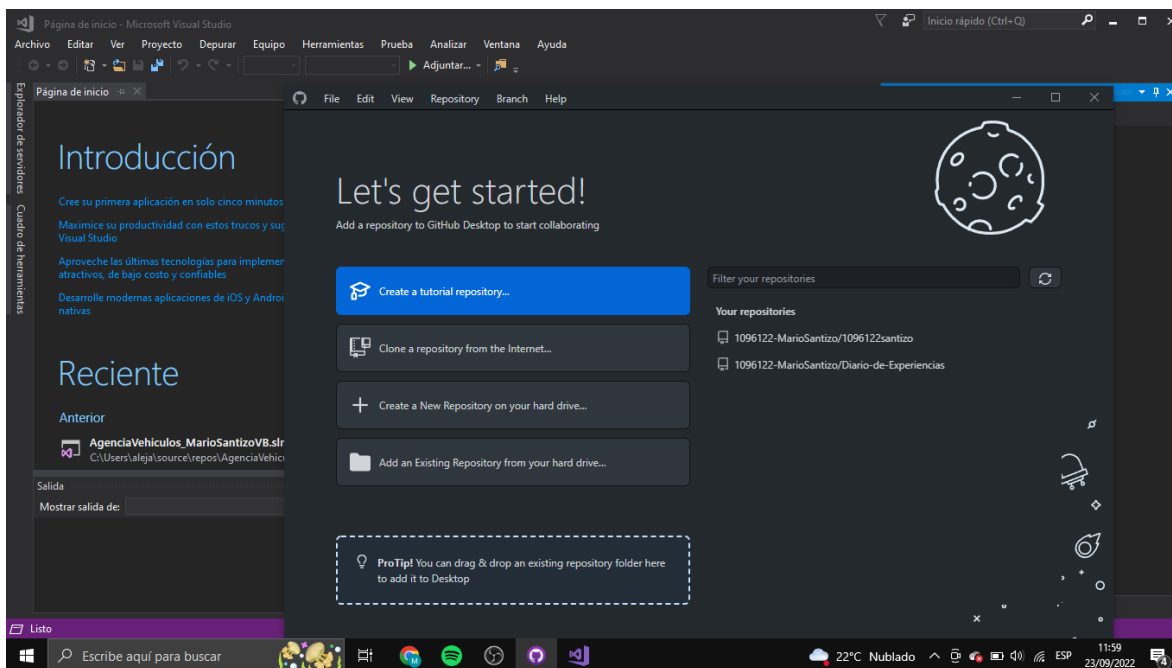 Página de inicio - Microsoft Visual Studio
Inicio rápido (Ctrl+Q)
Archivo Editar Ver Proyecto Depurar Equipo Herramientas Prueba Analizar Ventana Ayuda
Adjuntar...
Explorador de servidores
Cuadro de herramientas
Página de inicio
Introducción
Cree su primera aplicación en solo cinco minutos
Maximice su productividad con estos trucos y sug
Visual Studio
Aproveche las últimas tecnologías para implemen
atractivos, de bajo costo y confiables
Desarrolle modernas aplicaciones de iOS y Androi
nativas
Reciente
Anterior
AgenciaVehiculos_MarioSantizoVB.sln
C:\Users\aleja\source\repos\AgenciaVehicu
Salida
Mostrar salida de:
Listo
File Edit View Repository Branch Help
Let's get started!
Add a repository to GitHub Desktop to start collaborating
Create a tutorial repository...
Clone a repository from the Internet...
Create a New Repository on your hard drive...
Add an Existing Repository from your hard drive...
ProTip! You can drag & drop an existing repository folder here
to add it to Desktop
Filter your repositories
Your repositories
1096122-MarioSantizo/1096122santizo
1096122-MarioSantizo/Diario-de-Experiencias
Escribe aquí para buscar
22°C Nublado
ESP
11:59
23/09/2022